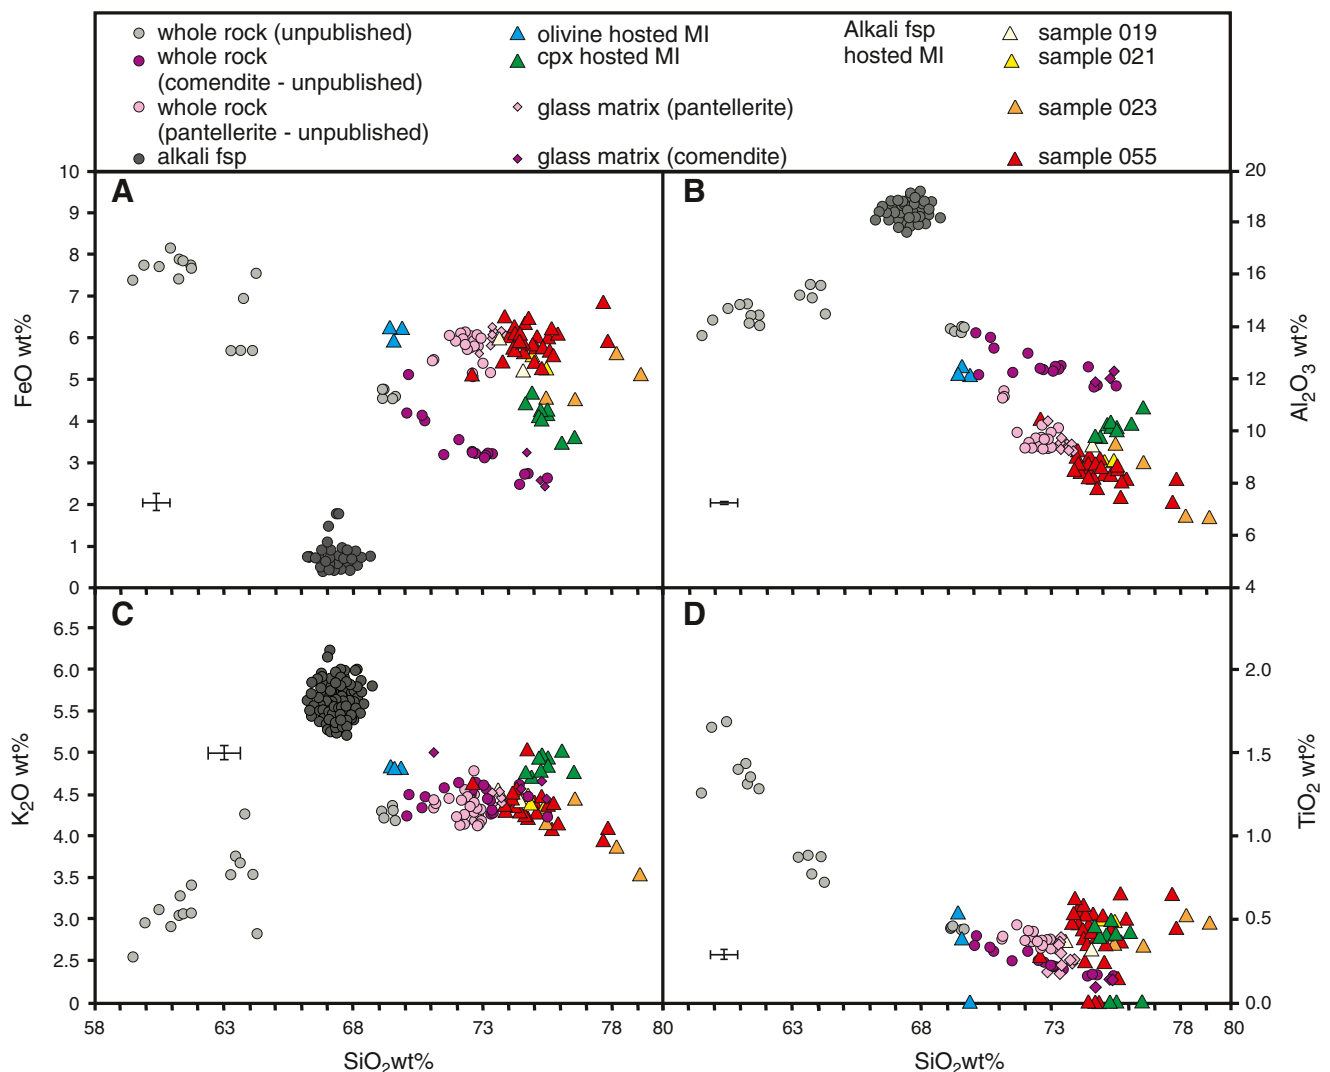 whole rock (unpublished)
whole rock
(comendite - unpublished)
whole rock
(pantellerite - unpublished)
alkali fsp
olivine hosted MI
cpx hosted MI
glass matrix (pantellerite)
glass matrix (comendite)
Alkali fsp
hosted MI
sample 019
sample 021
sample 023
sample 055
A
10
9
8
7
6
5
4
3
2
1
0
FeO wt%
B
20
18
16
14
12
10
8
6
4
Al2O3 wt%
C
6.5
6.0
5.5
5.0
4.5
4.0
3.5
3.0
2.5
0
K2O wt%
58
63
68
73
78
80
SiO2wt%
D
2.0
1.5
1.0
0.5
0.0
TiO2 wt%
63
68
73
78
80
SiO2wt%